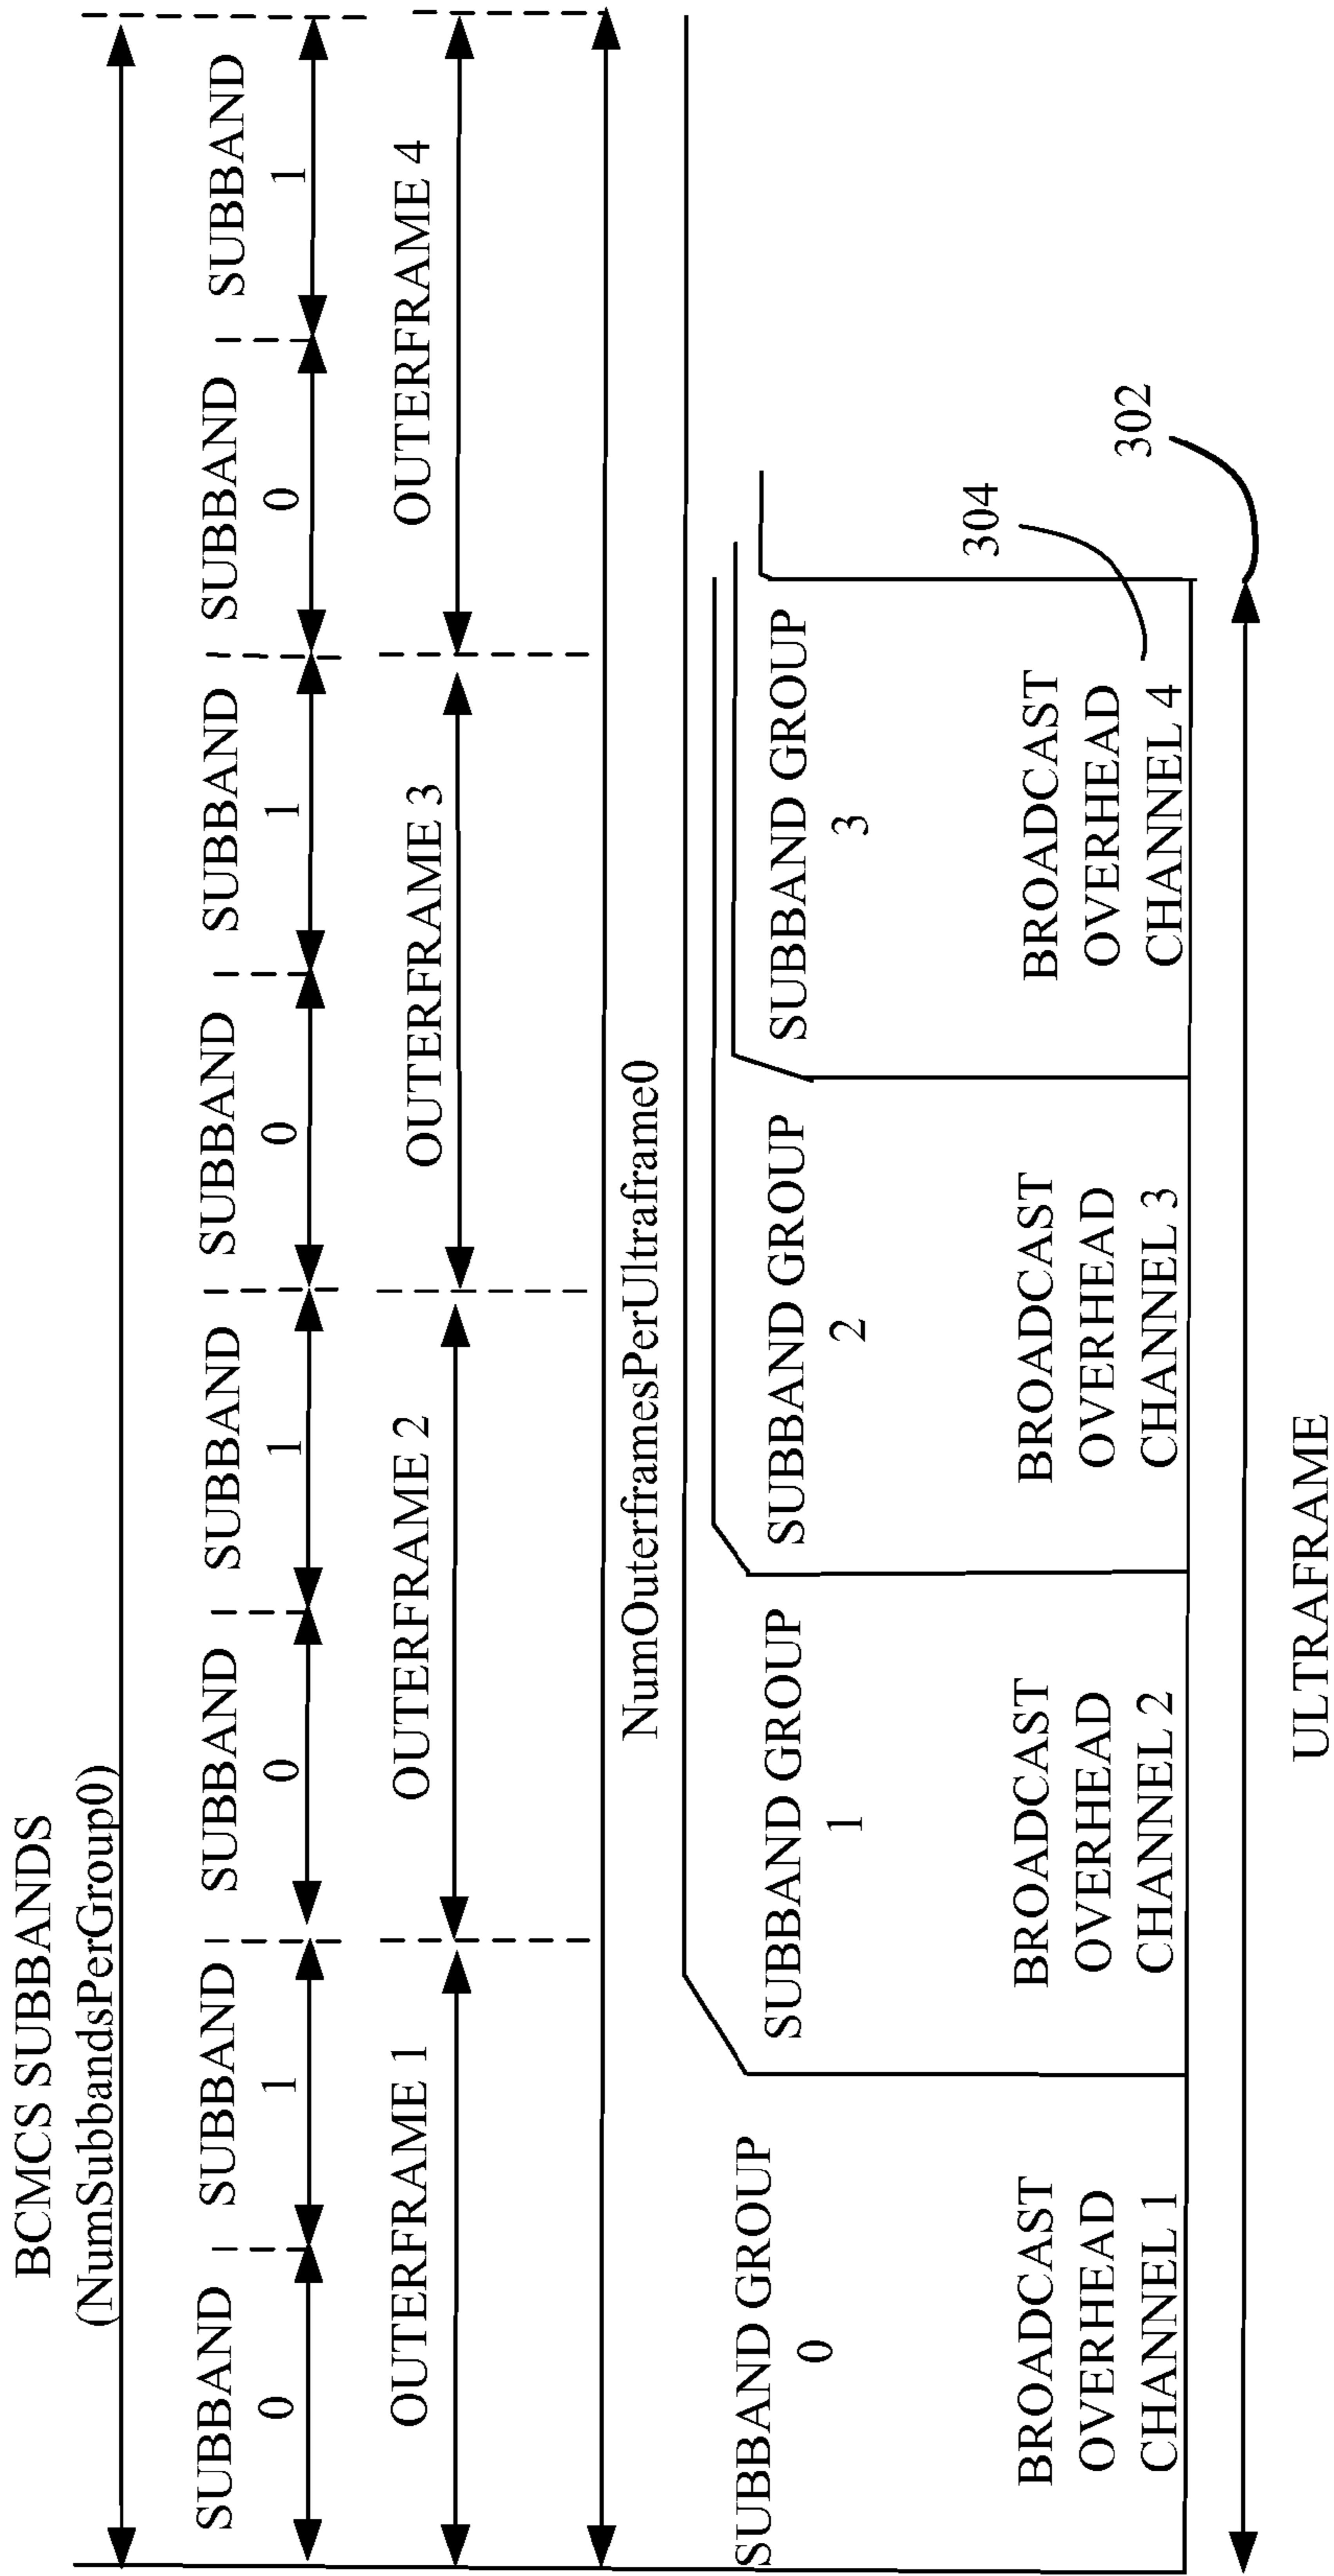 BCMCS SUBBANDS
(NumSubbandsPerGroup0)
SUBBAND
0
SUBBAND
1
SUBBAND
0
SUBBAND
1
SUBBAND
0
SUBBAND
1
SUBBAND
0
SUBBAND
1
OUTERFRAME 1
OUTERFRAME 2
OUTERFRAME 3
OUTERFRAME 4
NumOuterframesPerUltraframe0
SUBBAND GROUP
0
BROADCAST
OVERHEAD
CHANNEL 1
SUBBAND GROUP
1
BROADCAST
OVERHEAD
CHANNEL 2
SUBBAND GROUP
2
BROADCAST
OVERHEAD
CHANNEL 3
SUBBAND GROUP
3
BROADCAST
OVERHEAD
CHANNEL 4
304
302
ULTRAFRAME